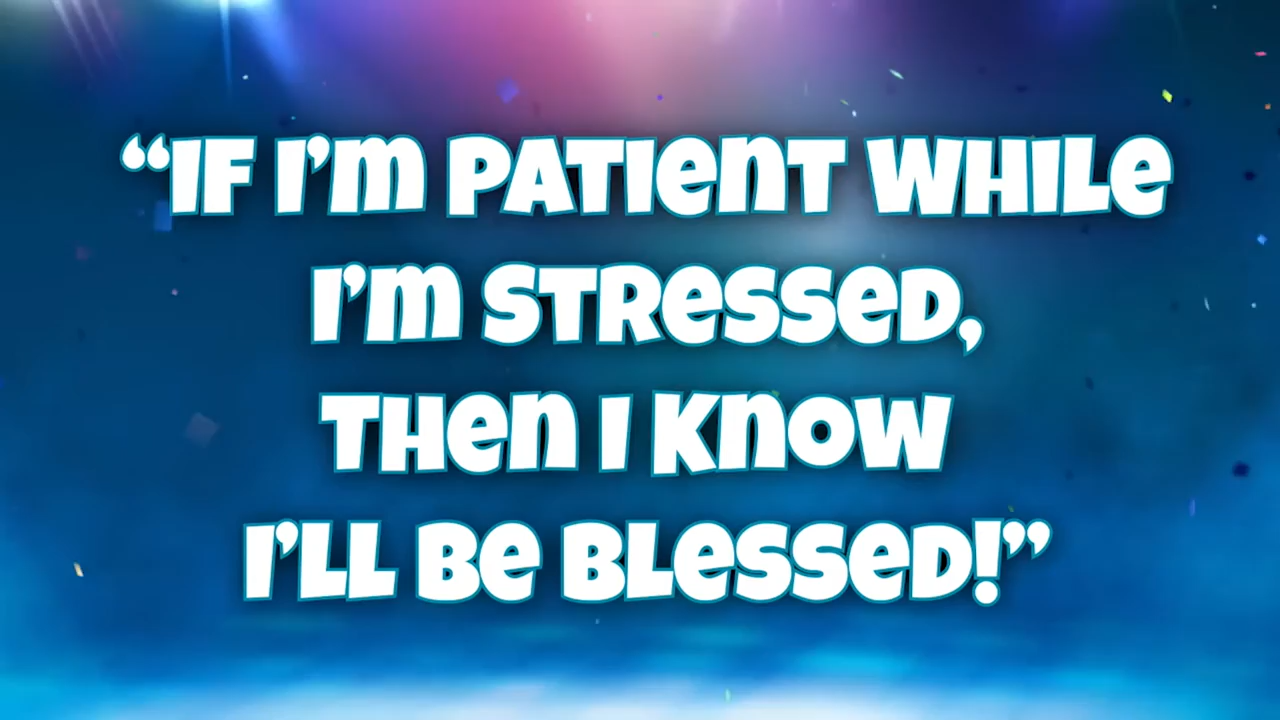 “IF I’M PATIENT WHILE
I’M STRESSED,
THEN I KNOW
I’LL BE BLESSED!”